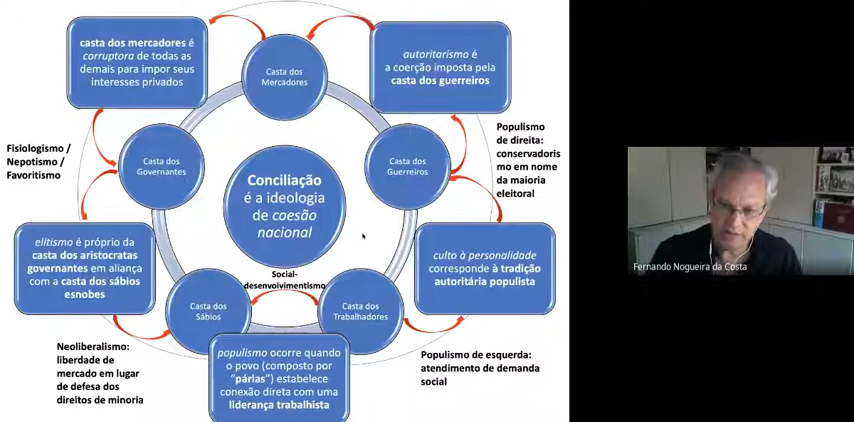 casta dos mercadores é
corruptora de todas as
demais para impor seus
interesses privados
Casta dos
Mercadores
autoritarismo é
a coerção imposta pela
casta dos guerreiros
Fisiologismo /
Nepotismo /
Favoritismo
Casta dos
Governantes
Conciliação
é a ideologia
de coesão
nacional
Casta dos
Guerreiros
Populismo
de direita:
conservadoris
mo em nome
da maioria
eleitoral
elitismo é próprio da
casta dos aristocratas
governantes em aliança
com a casta dos sábios
esnobes
Social-
desenvolvimentismo
culto à personalidade
corresponde à tradição
autoritária populista
Casta dos
Sábios
Casta dos
Trabalhadores
Neoliberalismo:
liberdade de
mercado em lugar
de defesa dos
direitos de minoria
populismo ocorre quando
o povo (composto por
“párias”) estabelece
conexão direta com uma
liderança trabalhista
Populismo de esquerda:
atendimento de demanda
social
Fernando Nogueira da Costa